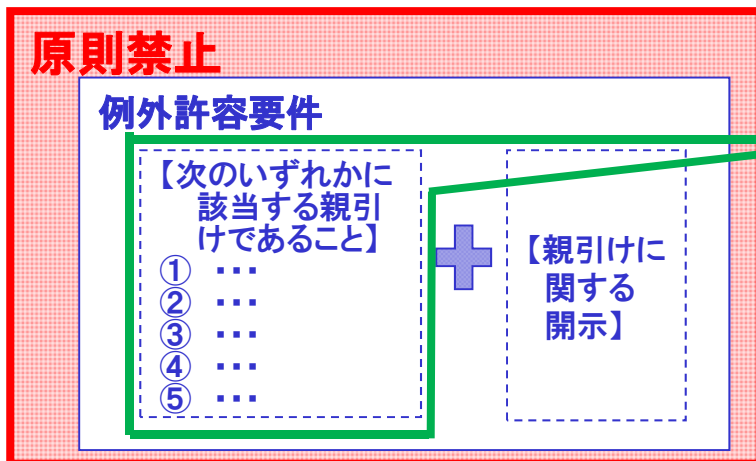 原則禁止
例外許容要件
【次のいずれかに
該当する親引
けであること】
① ・・・
② ・・・
③ ・・・
④ ・・・
⑤ ・・・
【親引けに
関する
開示】